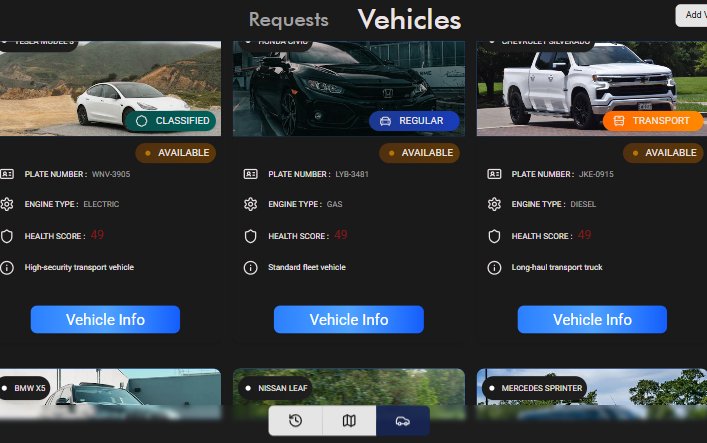 Requests Vehicles Add V
TESLA MODEL 3 HONDA CIVIC CHEVROLET SILVERADO
CLASSIFIED REGULAR TRANSPORT
AVAILABLE AVAILABLE AVAILABLE
PLATE NUMBER : WNV-3905 PLATE NUMBER : LYB-3481 PLATE NUMBER : JKE-0915
ENGINE TYPE : ELECTRIC ENGINE TYPE : GAS ENGINE TYPE : DIESEL
HEALTH SCORE : 49 HEALTH SCORE : 49 HEALTH SCORE : 49
High-security transport vehicle Standard fleet vehicle Long-haul transport truck
Vehicle Info Vehicle Info Vehicle Info
BMW X5 NISSAN LEAF MERCEDES SPRINTER